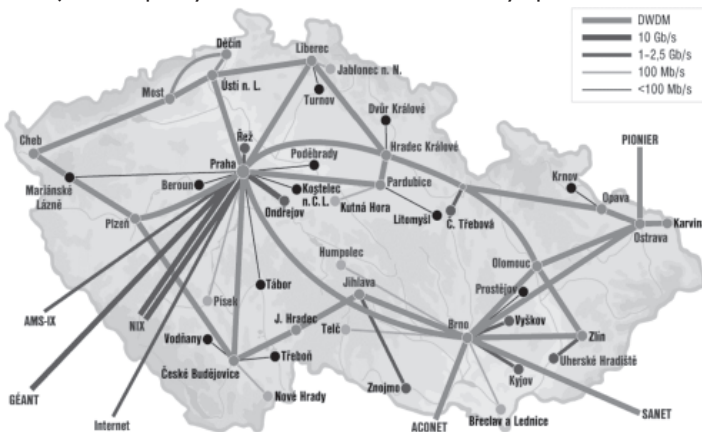 DWDM
10 Gb/s
1–2,5 Gb/s
100 Mb/s
<100 Mb/s
Děčín
Liberec
Jablonec n. N.
Ústí n. L.
Most
Turnov
Dvůr Králové
Cheb
Řež
Hradec Králové
PIONIER
Praha
Poděbrady
Mariánské
Lázně
Beroun
Kostelec
n. Č. L.
Pardubice
Krnov
Opava
Ondřejov
Kutná Hora
Litomyšl
Č. Třebová
Plzeň
Ostrava
Karvin
Humpolec
Olomouc
Tábor
Jihlava
Prostějov
Písek
AMS-IX
NIX
J. Hradec
Telč
Brno
Vyškov
Zlín
Vodňany
Třeboň
České Budějovice
Uherské Hradiště
Kyjov
Znojmo
Nové Hrady
GÉANT
Internet
Břeclav a Lednice
ACONET
SANET